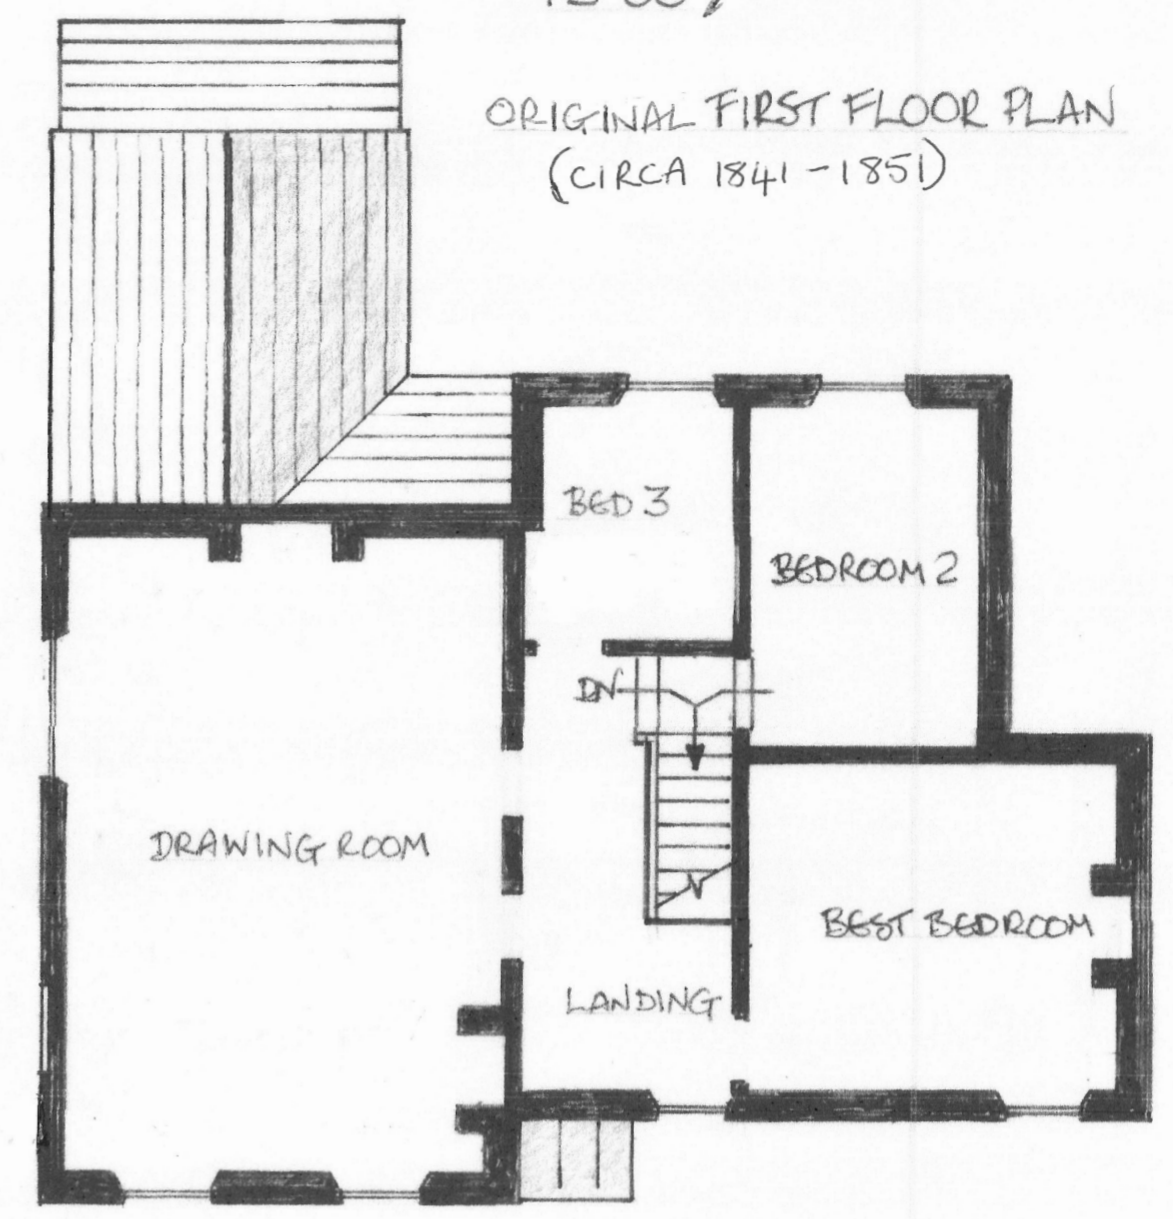 ORIGINAL FIRST FLOOR PLAN
(CIRCA 1841-1851)
BED 3
BEDROOM 2
DN
DRAWING ROOM
BEST BEDROOM
LANDING